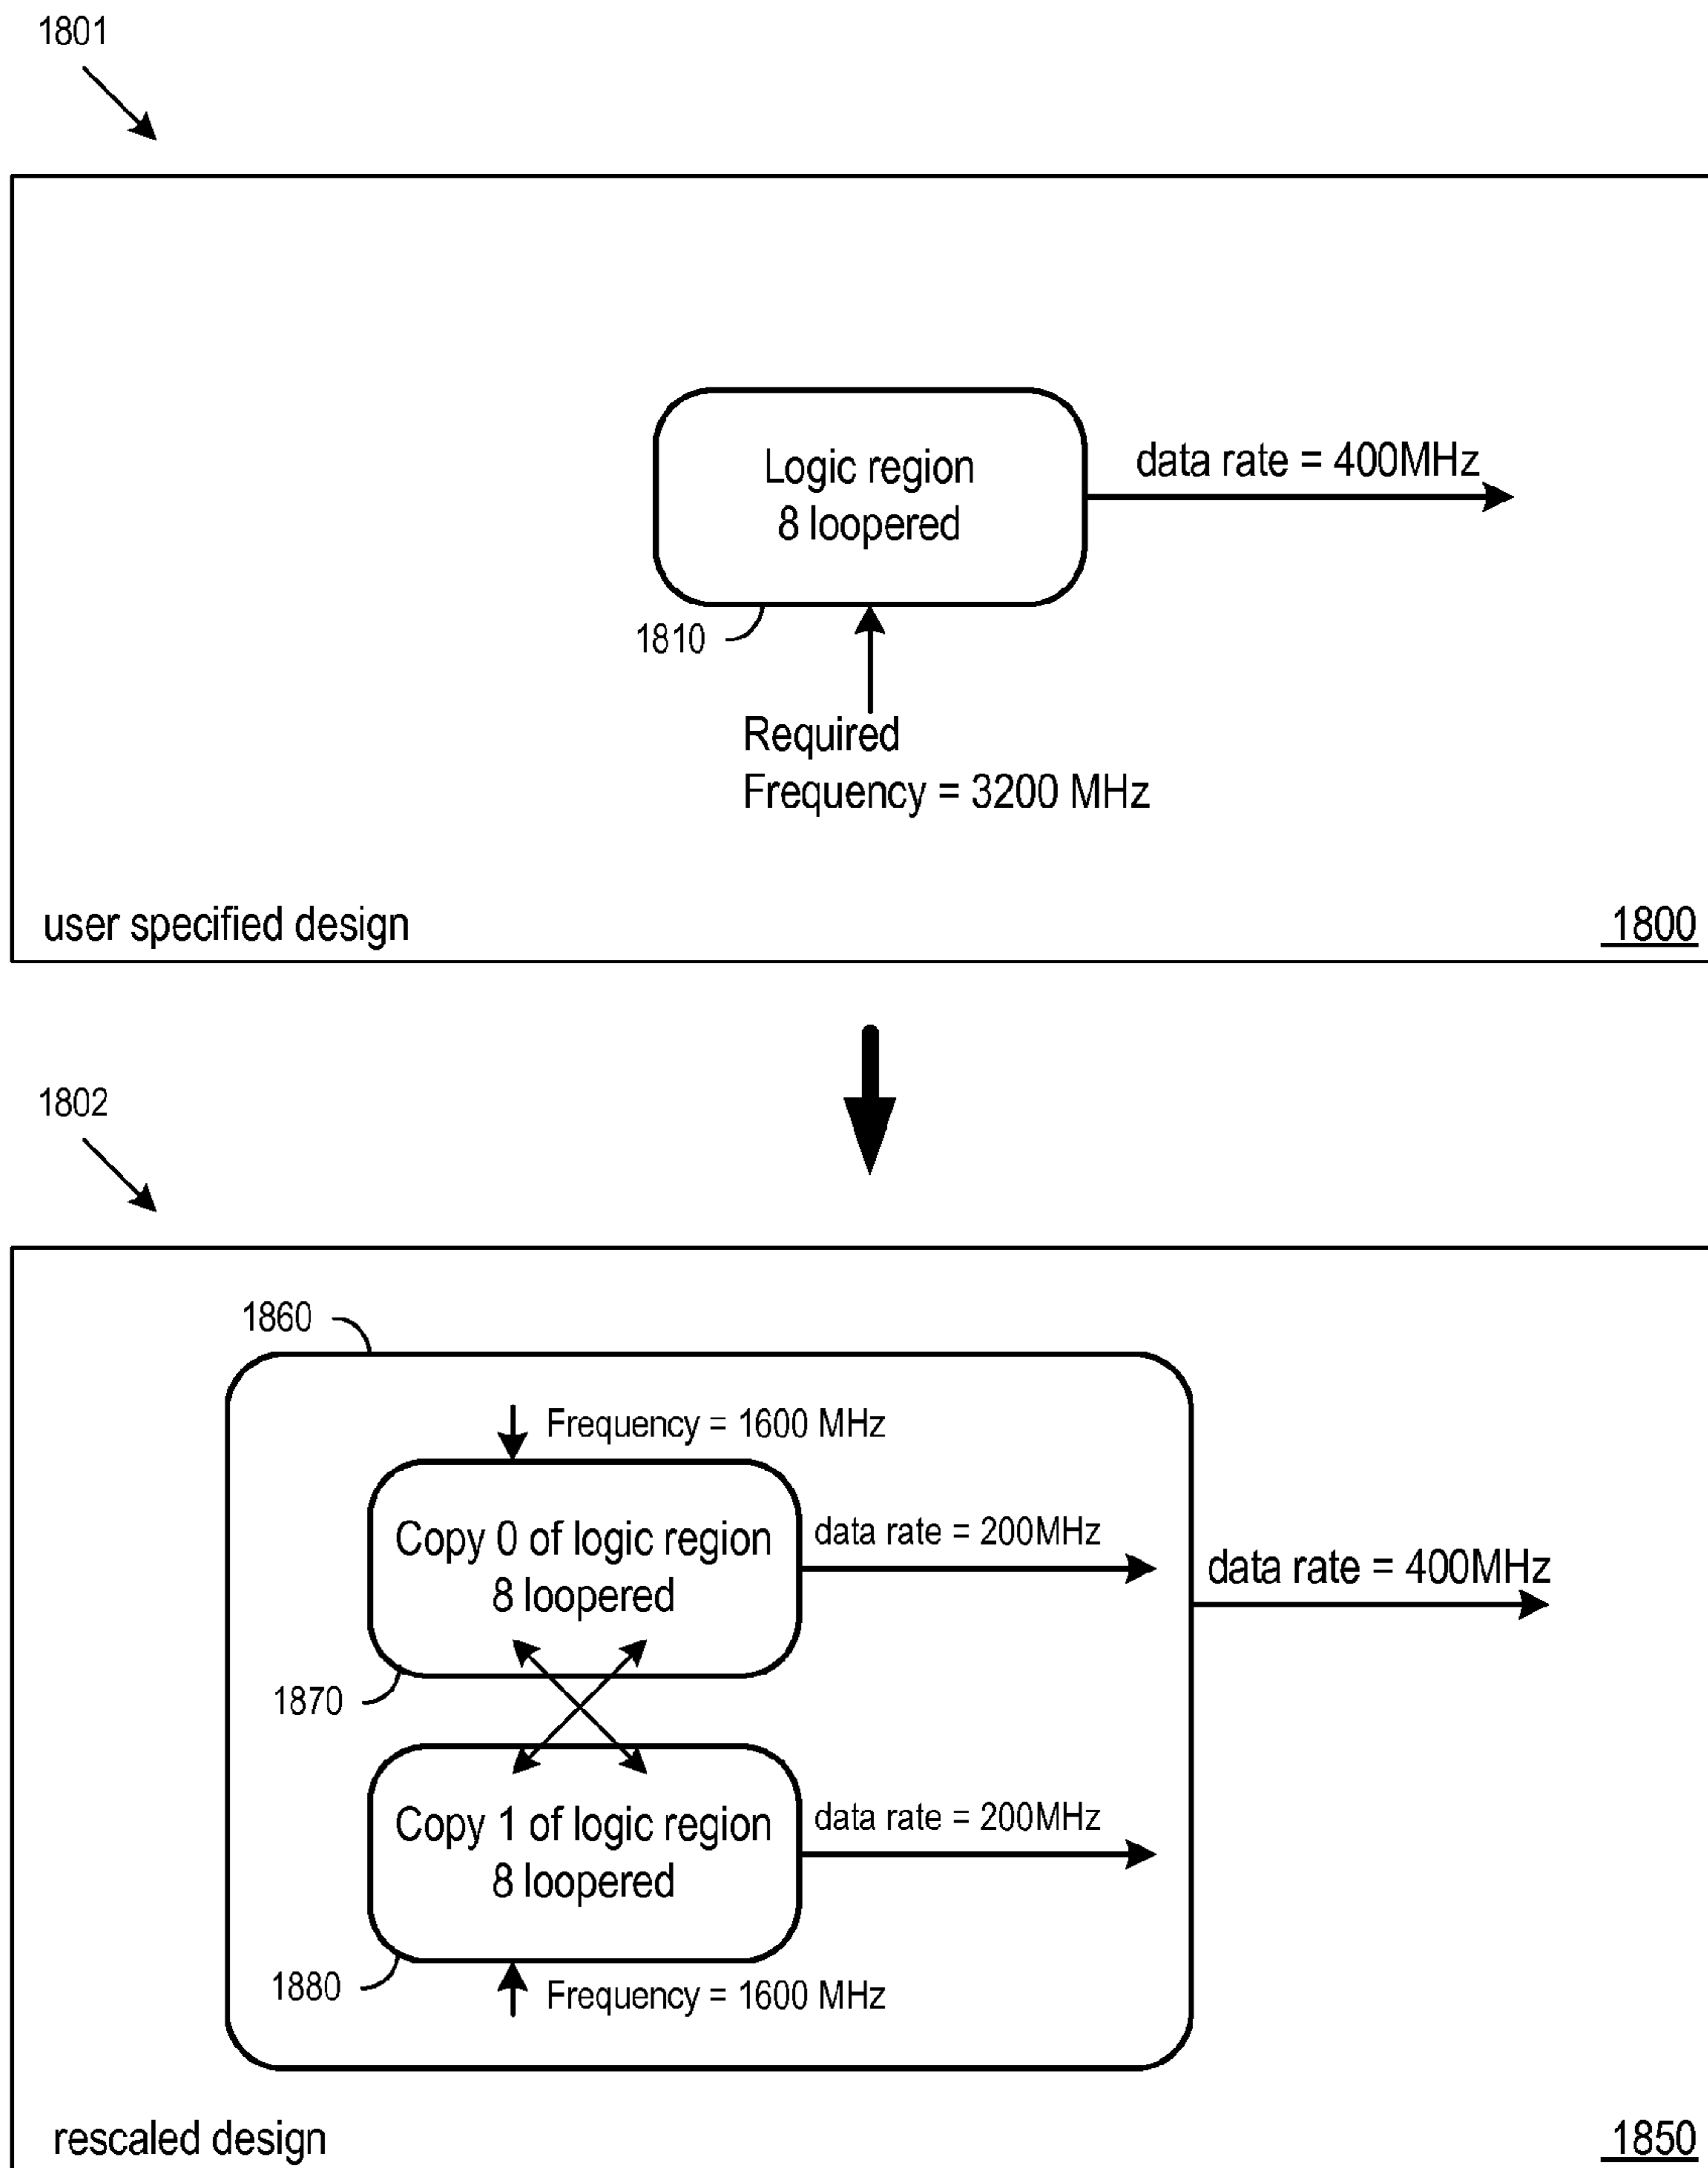 1801
Logic region
8 loopered
data rate = 400MHz
1810
Required
Frequency = 3200 MHz
user specified design
1800
1802
1860
Frequency = 1600 MHz
Copy 0 of logic region
8 loopered
data rate = 200MHz
data rate = 400MHz
1870
Copy 1 of logic region
8 loopered
data rate = 200MHz
1880
Frequency = 1600 MHz
rescaled design
1850